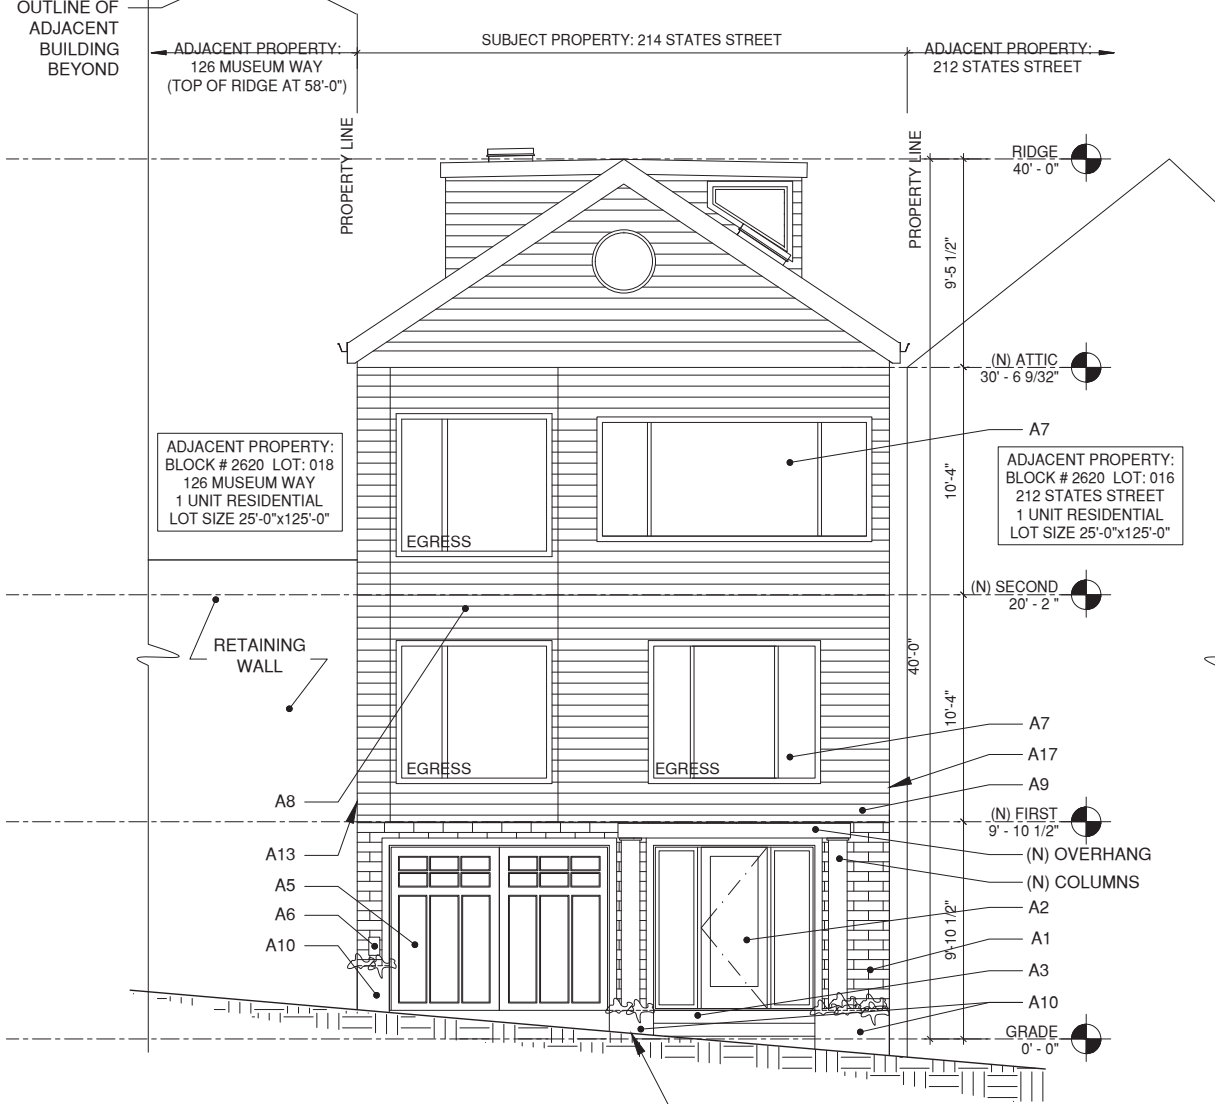 OUTLINE OF
ADJACENT
BUILDING
BEYOND
ADJACENT PROPERTY:
126 MUSEUM WAY
(TOP OF RIDGE AT 58'-0")
SUBJECT PROPERTY: 214 STATES STREET
ADJACENT PROPERTY:
212 STATES STREET
PROPERTY LINE
PROPERTY LINE
RIDGE
40' - 0"
9'-5 1/2"
(N) ATTIC
30' - 6 9/32"
A7
ADJACENT PROPERTY:
BLOCK # 2620 LOT: 018
126 MUSEUM WAY
1 UNIT RESIDENTIAL
LOT SIZE 25'-0"x125'-0"
ADJACENT PROPERTY:
BLOCK # 2620 LOT: 016
212 STATES STREET
1 UNIT RESIDENTIAL
LOT SIZE 25'-0"x125'-0"
10'-4"
EGRESS
(N) SECOND
20' - 2 "
RETAINING
WALL
40'-0"
10'-4"
A7
A17
EGRESS
EGRESS
A9
A8
(N) FIRST
9' - 10 1/2"
A13
(N) OVERHANG
(N) COLUMNS
A5
A2
A6
A10
9'-10 1/2"
A1
A3
A10
GRADE
0' - 0"